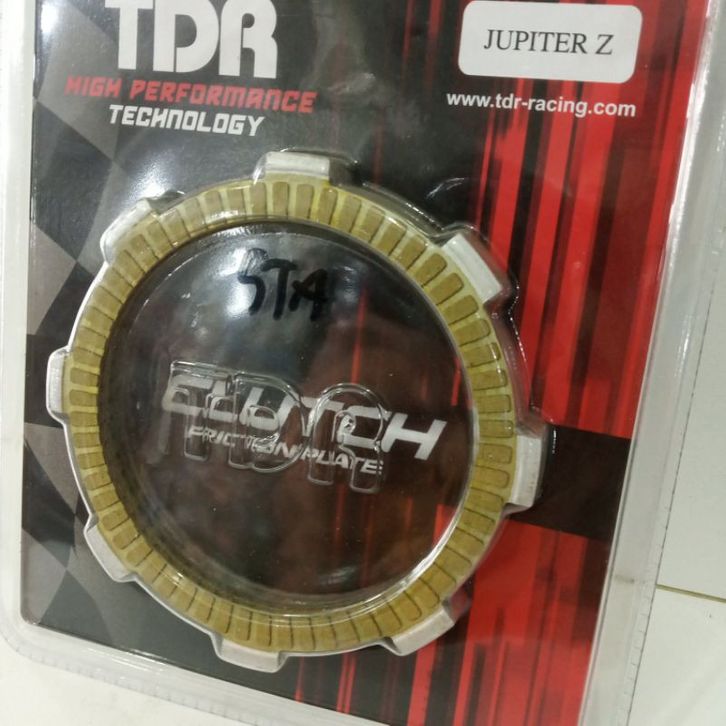 TDR
HIGH PERFORMANCE
TECHNOLOGY
JUPITER Z
www.tdr-racing.com
STA
CLUTCH
FRICTION PLATE
TDR